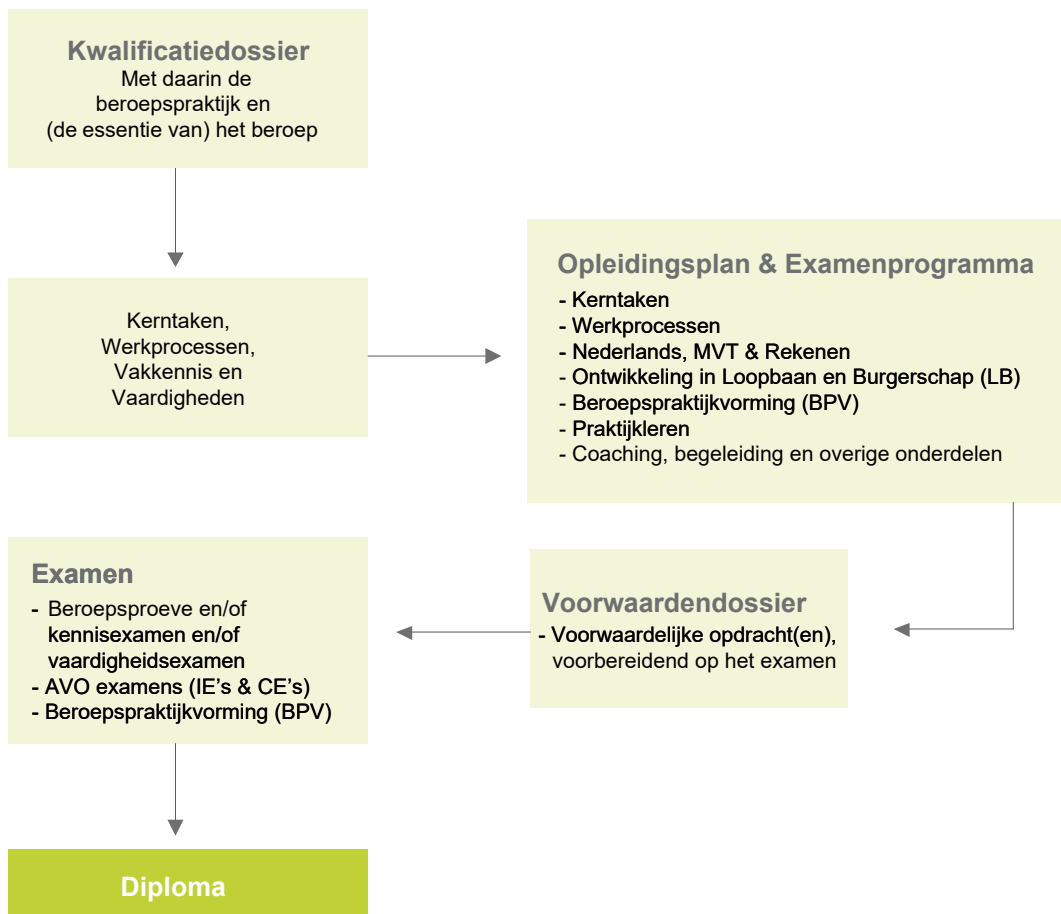 Kwalificatiedossier
Met daarin de
beroepspraktijk en
(de essentie van) het beroep
Kerntaken,
Werkprocessen,
Vakkennis en
Vaardigheden
Opleidingsplan & Examenprogramma
- Kerntaken
- Werkprocessen
- Nederlands, MVT & Rekenen
- Ontwikkeling in Loopbaan en Burgerschap (LB)
- Beroepspraktijkvorming (BPV)
- Praktijkleren
- Coaching, begeleiding en overige onderdelen
Voorwaardendossier
- Voorwaardelijke opdracht(en),
voorbereidend op het examen
Examen
- Beroepsproeve en/of
kennisexamen en/of
vaardigheidsexamen
- AVO examens (IE's & CE's)
- Beroepspraktijkvorming (BPV)
Diploma